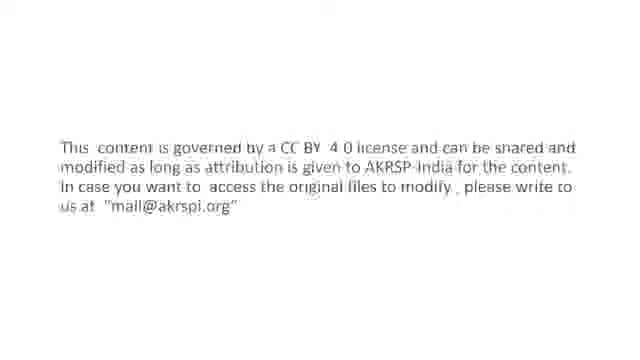 This content is governed by a CC BY 4.0 license and can be shared and
modified as long as attribution is given to AKRSP-India for the content.
In case you want to access the original files to modify , please write to
us at "mail@akrspi.org"